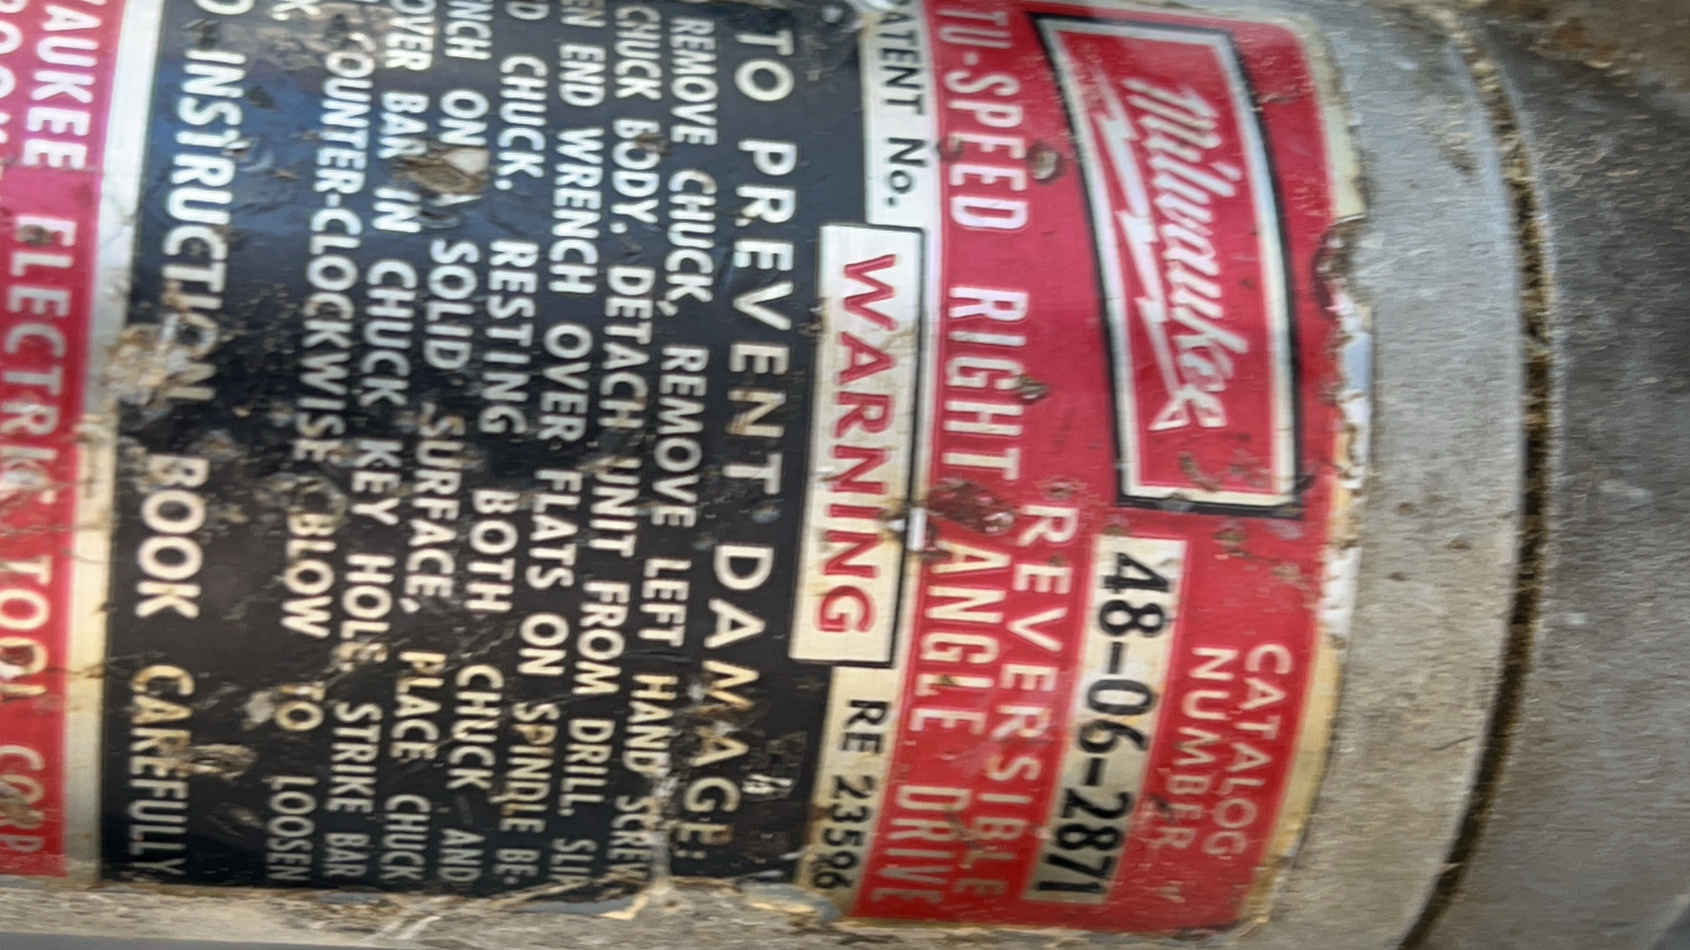 Milwaukee
CATALOG
NUMBER
48-06-2871
REVERSIBLE
TU-SPEED RIGHT ANGLE DRIVE
PATENT No. RE 23596
WARNING
TO PREVENT DAMAGE:
REMOVE CHUCK, REMOVE LEFT HAND SCREW
CHUCK BODY. DETACH UNIT FROM DRILL. SLIP
END WRENCH OVER FLATS ON SPINDLE BE-
CHUCK. RESTING BOTH CHUCK AND
ON A SOLID SURFACE, PLACE CHUCK
BAR IN CHUCK KEY HOLE. STRIKE BAR
COUNTER-CLOCKWISE BLOW TO LOOSEN
INSTRUCTION BOOK CAREFULLY
ELECTRIC TOOL CORP